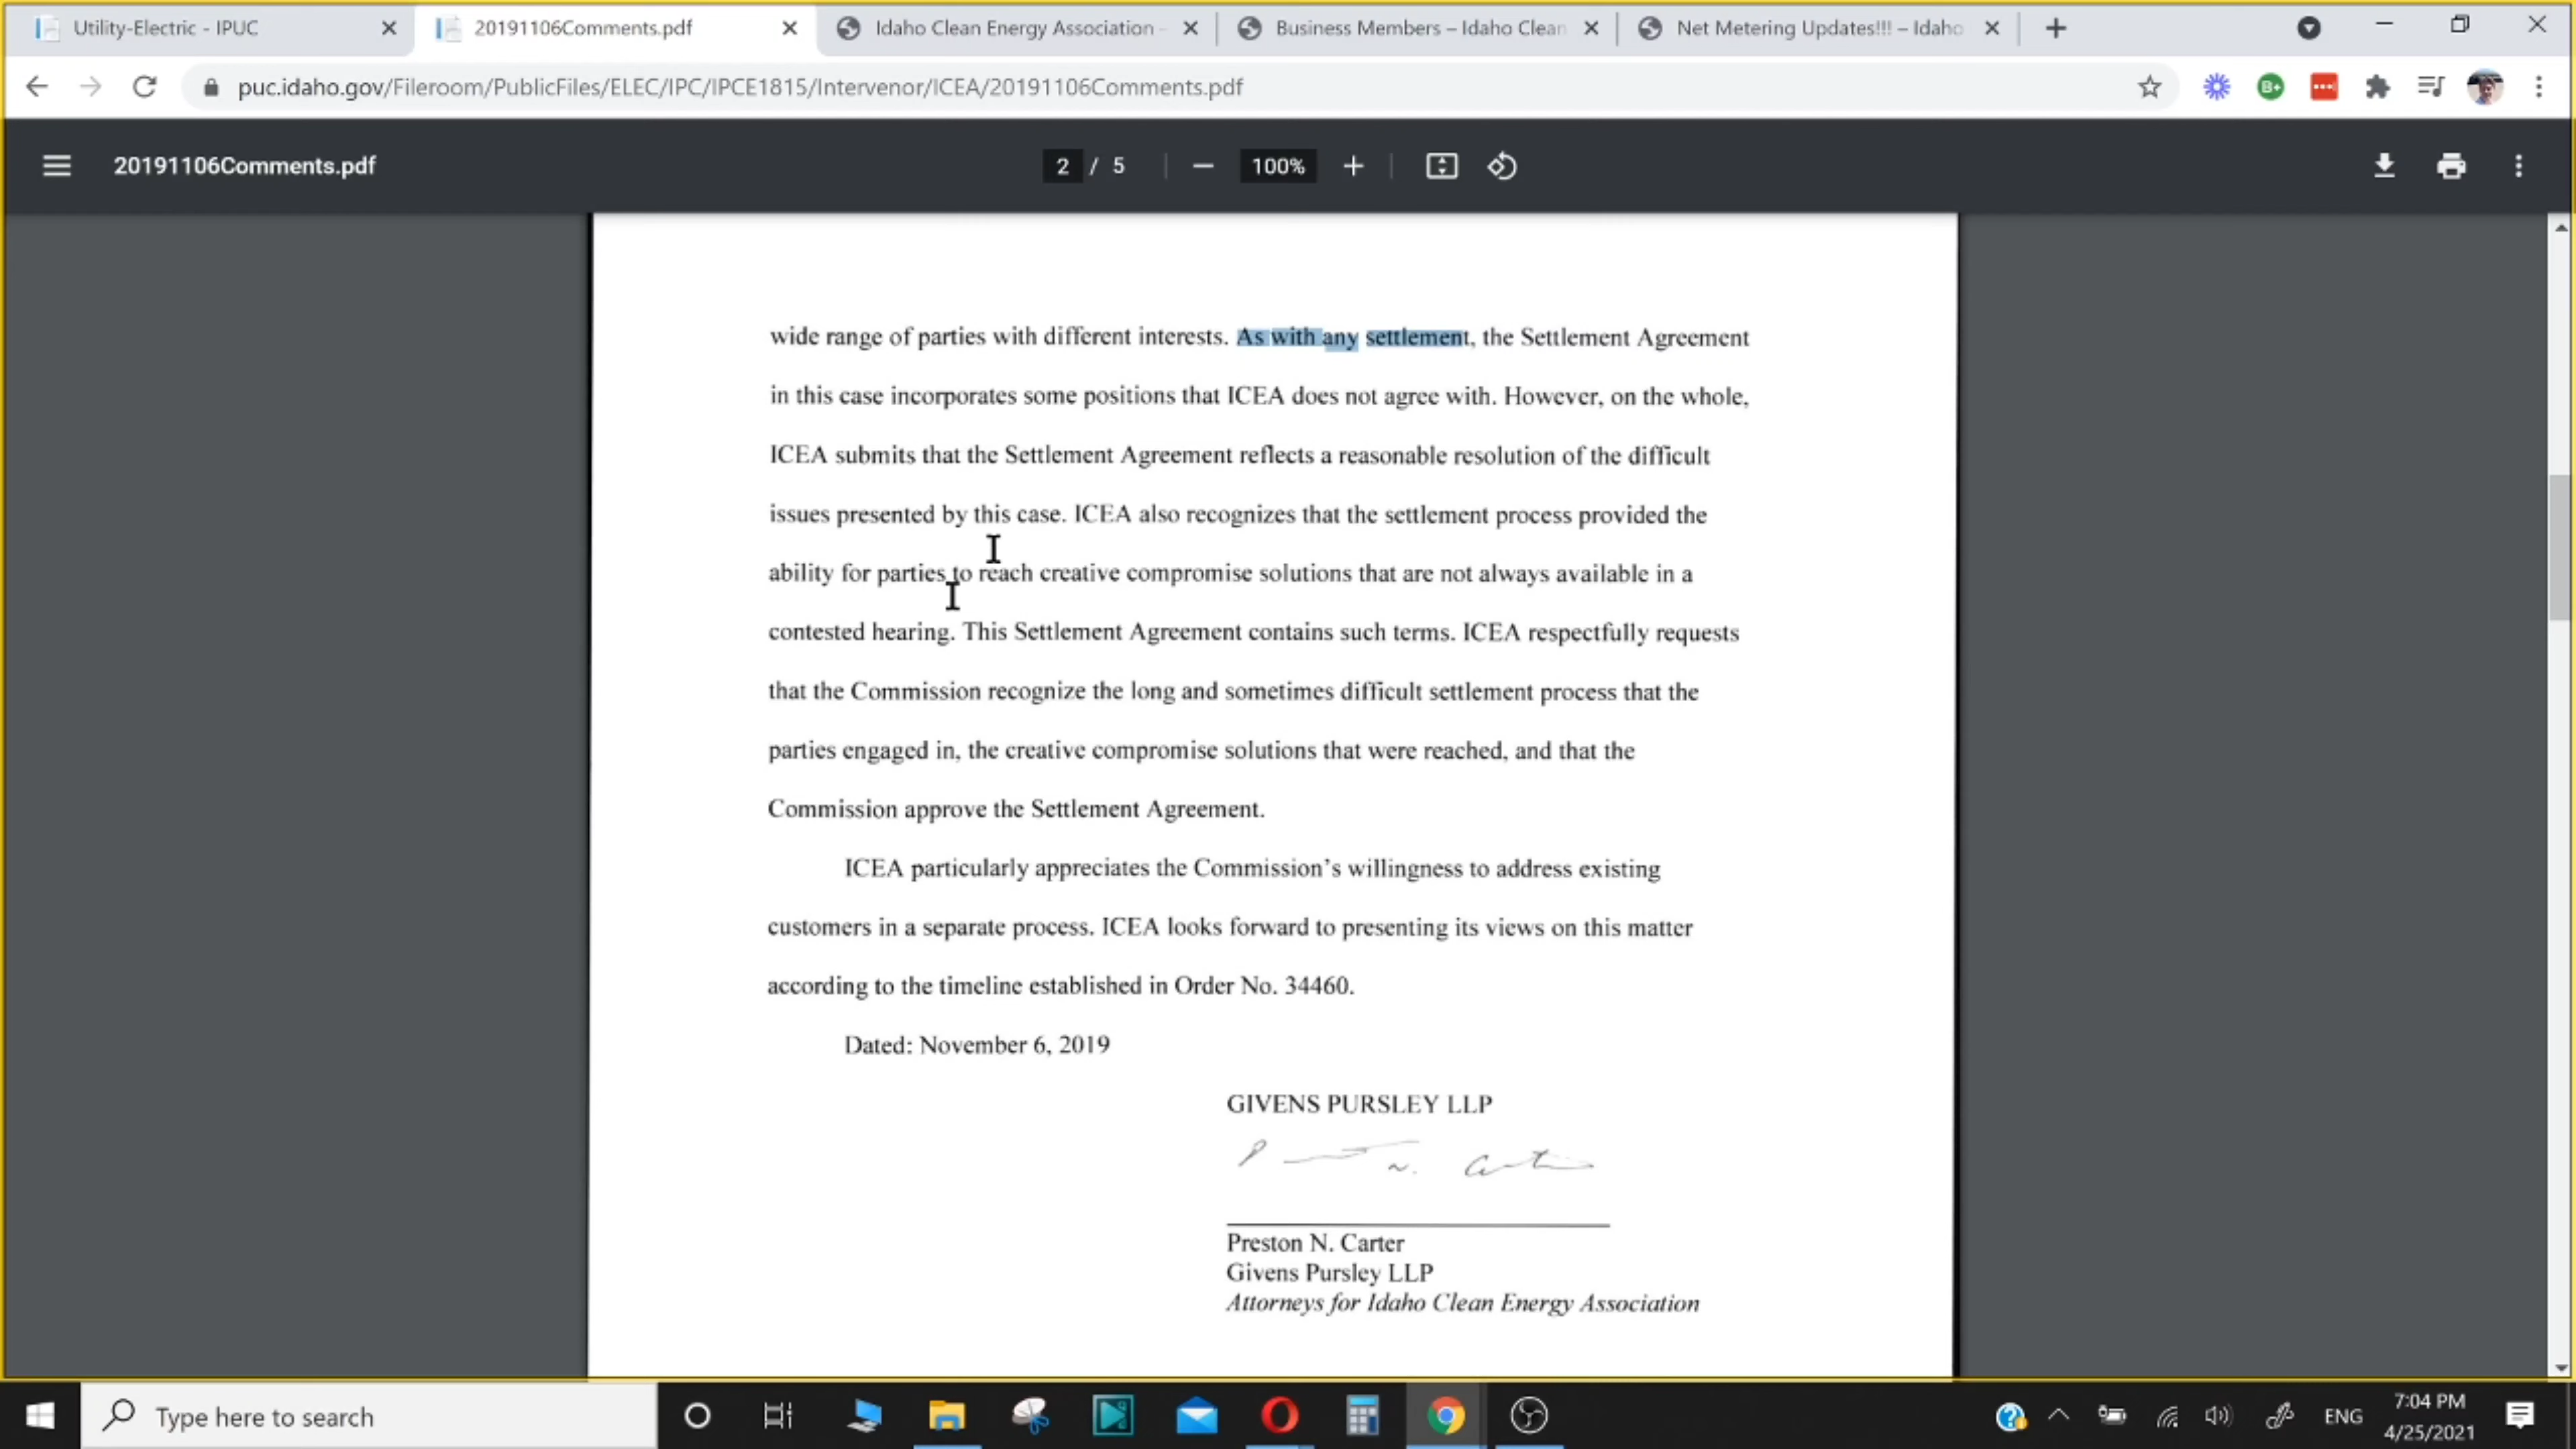 Utility-Electric - IPUC
20191106Comments.pdf
Idaho Clean Energy Association -
Business Members – Idaho Clean
Net Metering Updates!!! – Idaho
puc.idaho.gov/Fileroom/PublicFiles/ELEC/IPC/IPCE1815/Intervenor/ICEA/20191106Comments.pdf
B+
20191106Comments.pdf
2 / 5
100%
wide range of parties with different interests. As with any settlement, the Settlement Agreement
in this case incorporates some positions that ICEA does not agree with. However, on the whole,
ICEA submits that the Settlement Agreement reflects a reasonable resolution of the difficult
issues presented by this case. ICEA also recognizes that the settlement process provided the
ability for parties to reach creative compromise solutions that are not always available in a
contested hearing. This Settlement Agreement contains such terms. ICEA respectfully requests
that the Commission recognize the long and sometimes difficult settlement process that the
parties engaged in, the creative compromise solutions that were reached, and that the
Commission approve the Settlement Agreement.
ICEA particularly appreciates the Commission's willingness to address existing
customers in a separate process. ICEA looks forward to presenting its views on this matter
according to the timeline established in Order No. 34460.
Dated: November 6, 2019
GIVENS PURSLEY LLP
Preston N. Carter
Givens Pursley LLP
Attorneys for Idaho Clean Energy Association
Type here to search
ENG
7:04 PM
4/25/2021